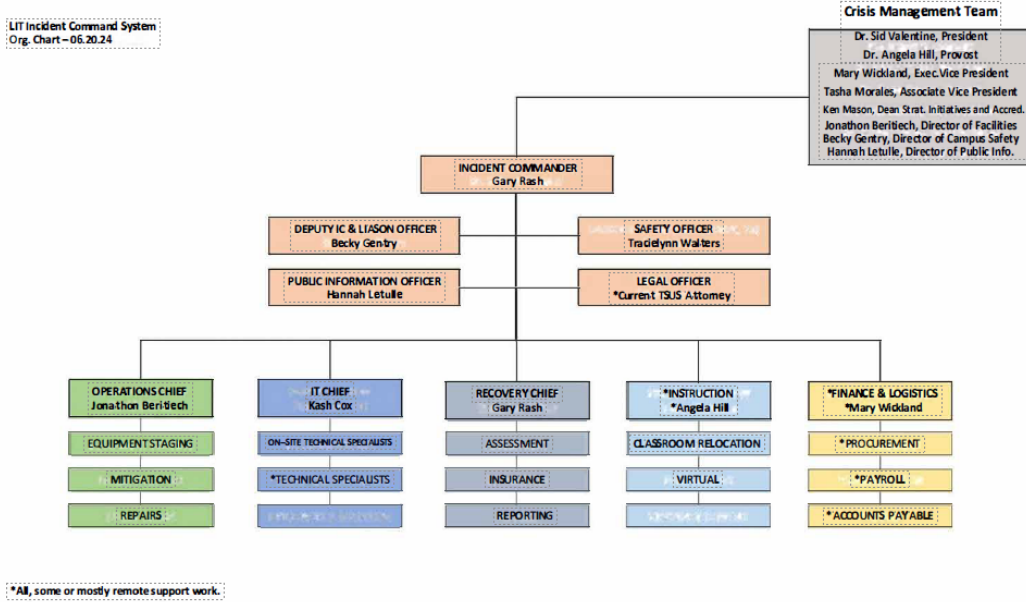 LIT Incident Command System
Org. Chart – 06.20.24
Crisis Management Team
Dr. Sid Valentine, President
Dr. Angela Hill, Provost
Mary Wickland, Exec.Vice President
Tasha Morales, Associate Vice President
Ken Mason, Dean Strat. Initiatives and Accred.
Jonathon Beritiech, Director of Facilities
Becky Gentry, Director of Campus Safety
Hannah Letulle, Director of Public Info.
INCIDENT COMMANDER
Gary Rash
DEPUTY IC & LIASON OFFICER
Becky Gentry
SAFETY OFFICER
Tracielynn Walters
PUBLIC INFORMATION OFFICER
Hannah Letulle
LEGAL OFFICER
*Current TSUS Attorney
OPERATIONS CHIEF
Jonathon Beritiech
EQUIPMENT STAGING
MITIGATION
REPAIRS
IT CHIEF
Kash Cox
ON-SITE TECHNICAL SPECIALISTS
*TECHNICAL SPECIALISTS
RECOVERY CHIEF
Gary Rash
ASSESSMENT
INSURANCE
REPORTING
*INSTRUCTION
*Angela Hill
CLASSROOM RELOCATION
VIRTUAL
*FINANCE & LOGISTICS
*Mary Wickland
*PROCUREMENT
*PAYROLL
*ACCOUNTS PAYABLE
*All, some or mostly remote support work.